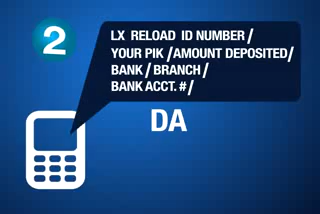 2
LX RELOAD ID NUMBER /
YOUR PIK / AMOUNT DEPOSITED /
BANK / BRANCH /
BANK ACCT. # /
DA